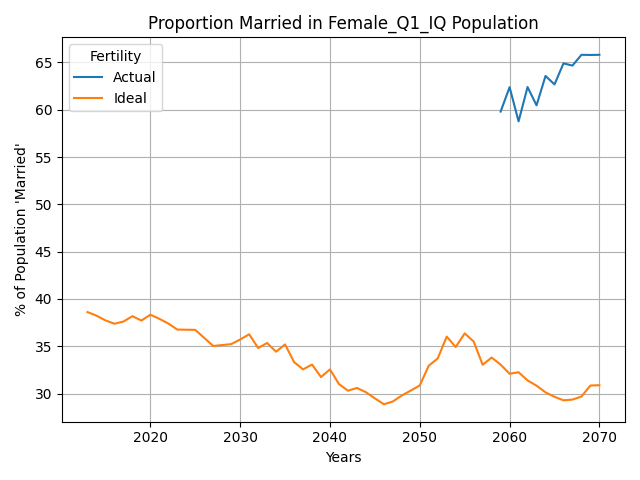 Proportion Married in Female_Q1_IQ Population
Fertility
Actual
Ideal
% of Population 'Married'
65
60
55
50
45
40
35
30
2020
2030
2040
2050
2060
2070
Years